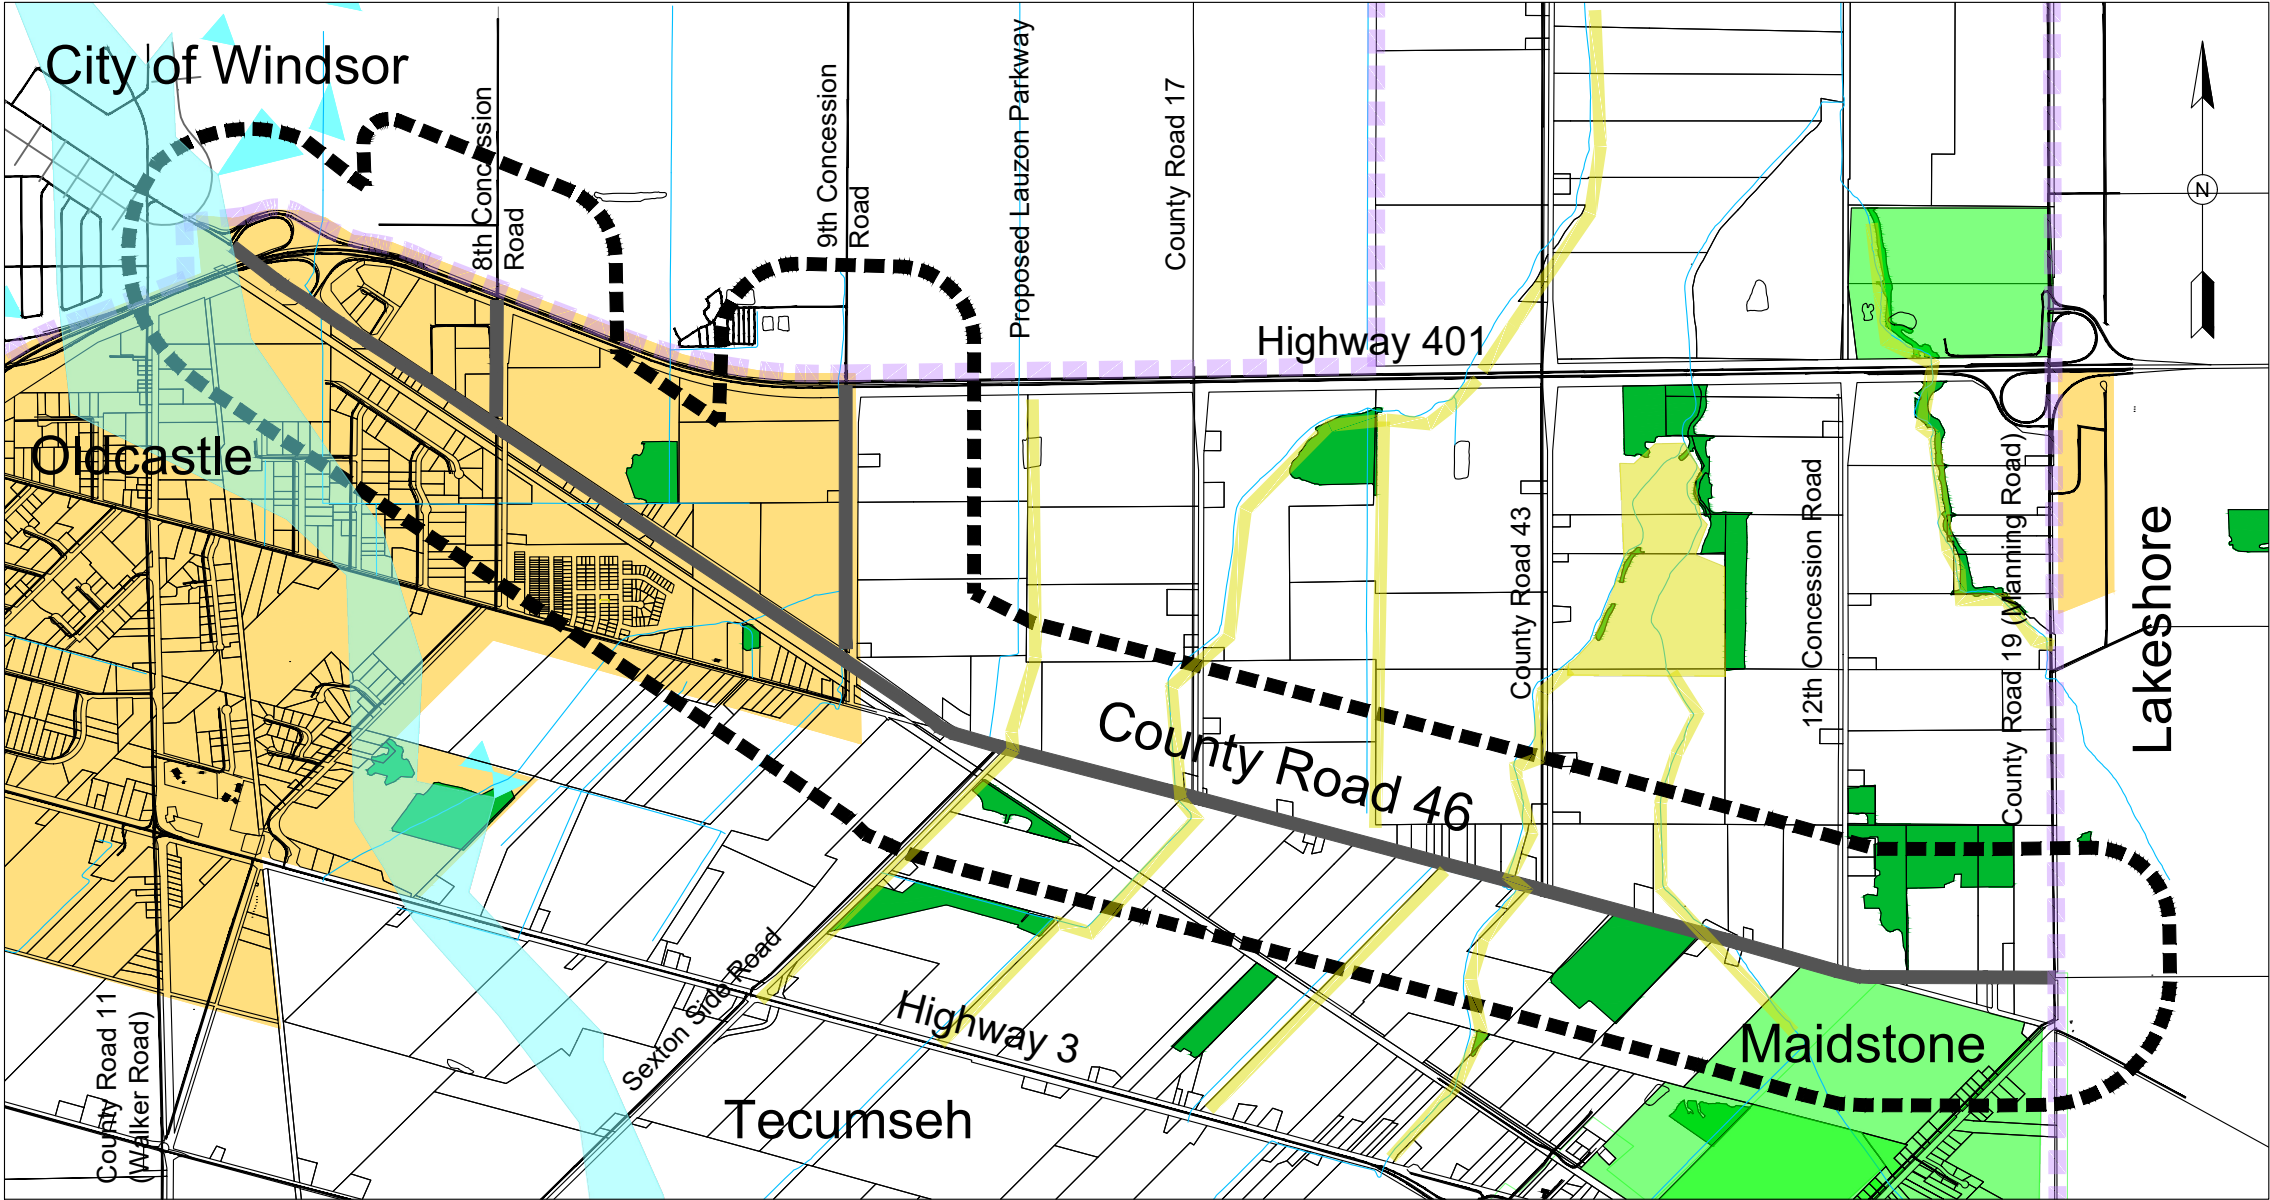 City of Windsor
8th Concession
Road
9th Concession
Road
Proposed Lauzon Parkway
County Road 17
N
Highway 401
Oldcastle
County Road 43
12th Concession Road
County Road 19 (Manning Road)
Lakeshore
County Road 46
Sexton Side Road
Highway 3
Maidstone
County Road 11
(Walker Road)
Tecumseh